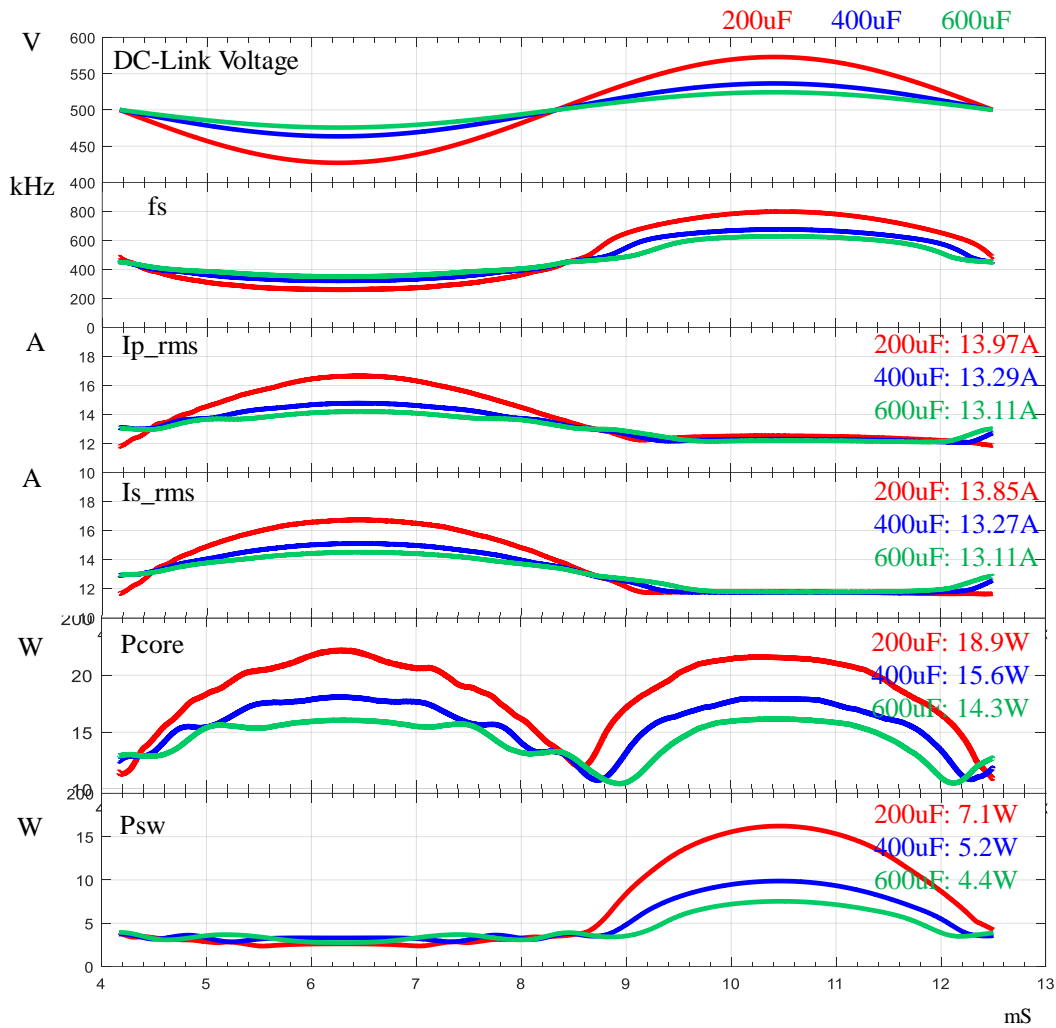 200uF 400uF 600uF
V
600
DC-Link Voltage
550
500
450
400
kHz
fs
800
600
400
200
0
A
Ip_rms
200uF: 13.97A
18
400uF: 13.29A
16
600uF: 13.11A
14
12
10
A
Is_rms
200uF: 13.85A
18
400uF: 13.27A
16
600uF: 13.11A
14
12
10
200
W
Pcore
200uF: 18.9W
20
400uF: 15.6W
600uF: 14.3W
15
10
200
W
Psw
200uF: 7.1W
15
400uF: 5.2W
10
600uF: 4.4W
5
0
4 5 6 7 8 9 10 11 12 13
mS